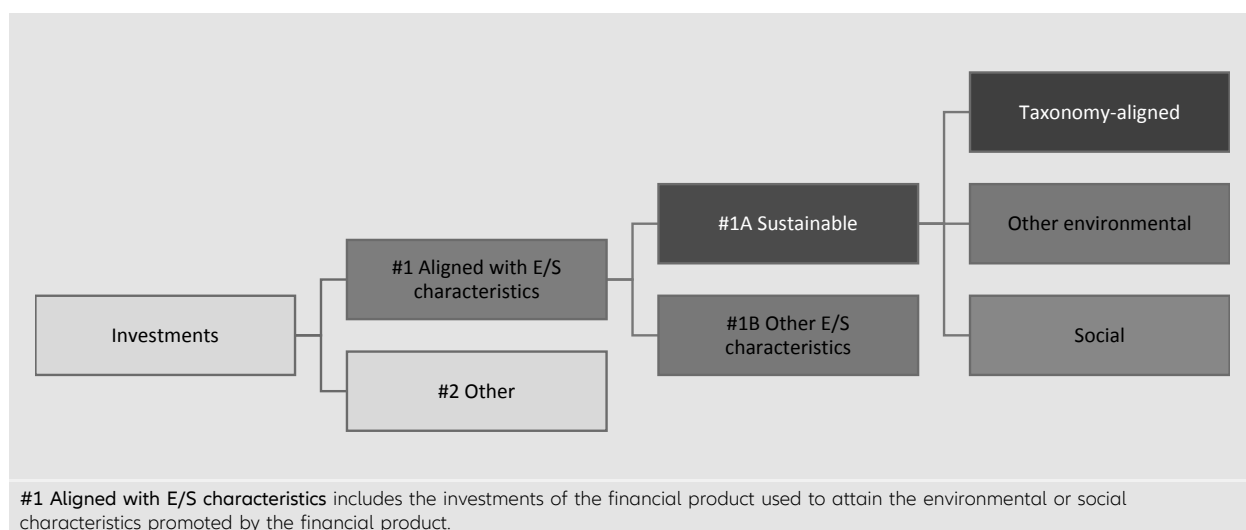 Taxonomy-aligned
#1A Sustainable
Other environmental
#1 Aligned with E/S
characteristics
Investments
#1B Other E/S
characteristics
Social
#2 Other
#1 Aligned with E/S characteristics includes the investments of the financial product used to attain the environmental or social
characteristics promoted by the financial product.